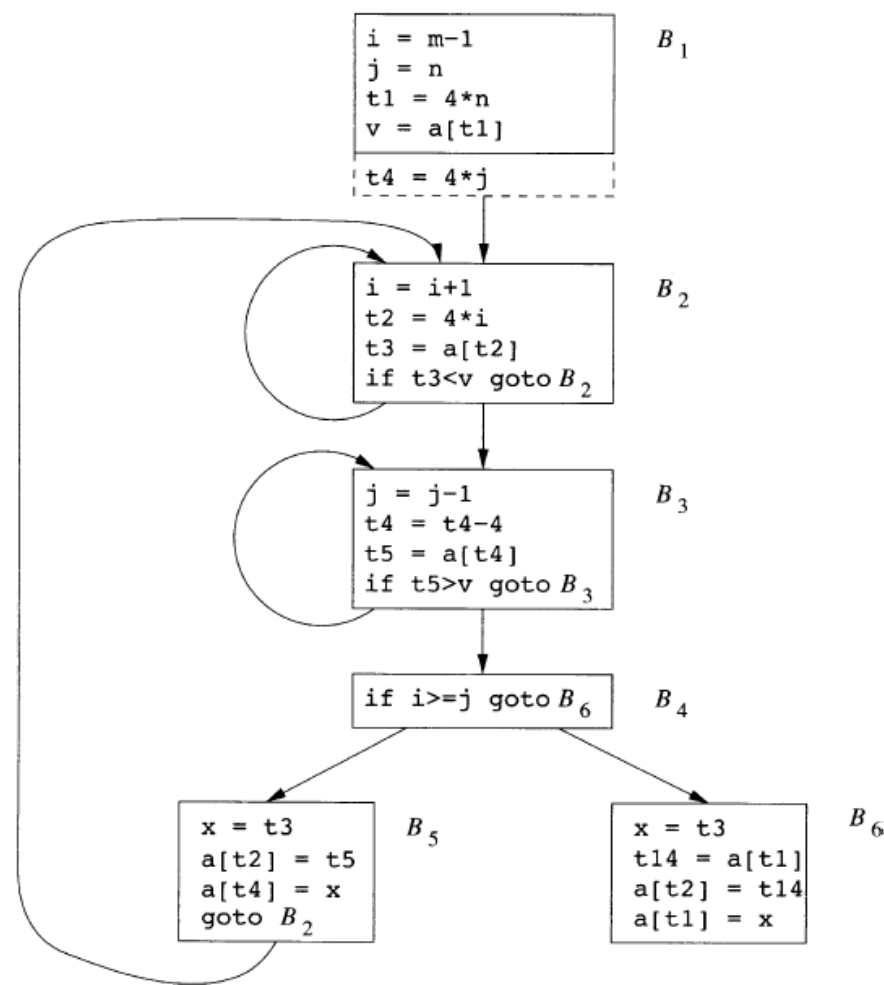 i = m-1
j = n
t1 = 4*n
v = a[t1]
t4 = 4*j
B1
i = i+1
t2 = 4*i
t3 = a[t2]
if t3<v goto B2
B2
j = j-1
t4 = t4-4
t5 = a[t4]
if t5>v goto B3
B3
if i>=j goto B6
B4
x = t3
a[t2] = t5
a[t4] = x
goto B2
B5
x = t3
t14 = a[t1]
a[t2] = t14
a[t1] = x
B6